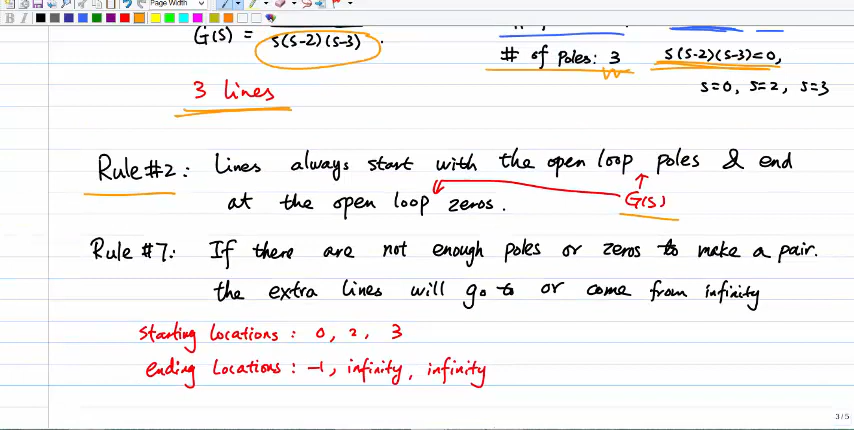 Page Width
B I U
G(s) =
s(s-2)(s-3)
# of poles: 3
s(s-2)(s-3)=0,
s=0, s=2, s=3
3 lines
Rule #2: Lines always start with the open loop poles & end
at the open loop zeros.
G(s)
Rule #7: If there are not enough poles or zeros to make a pair.
the extra lines will go to or come from infinity
starting locations : 0, 2, 3
ending locations : -1, infinity, infinity
3 / 5